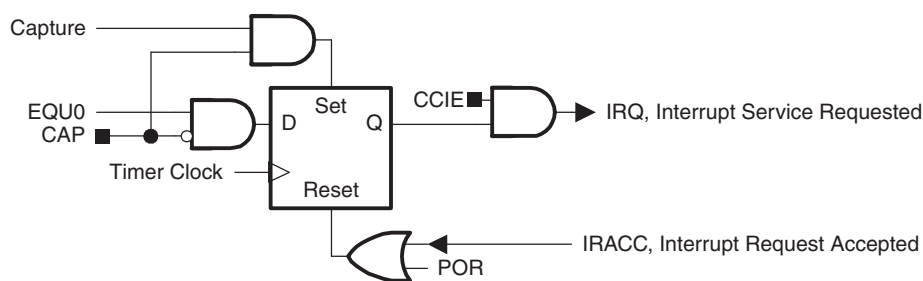 Capture
EQU0
CAP
Timer Clock
Set
D
Q
Reset
CCIE
IRQ, Interrupt Service Requested
IRACC, Interrupt Request Accepted
POR